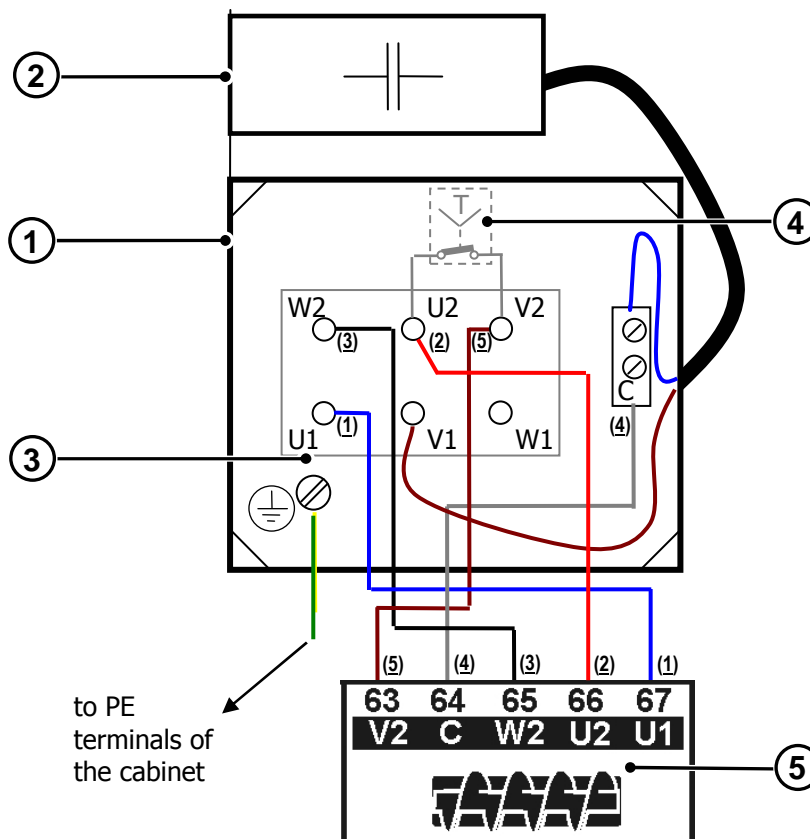 2
1
4
T
W2 U2 V2
(3) (2) (5)
C
(1) (4)
U1 V1 W1
3
to PE
terminals of
the cabinet
(5) (4) (3) (2) (1)
63 64 65 66 67
V2 C W2 U2 U1
5